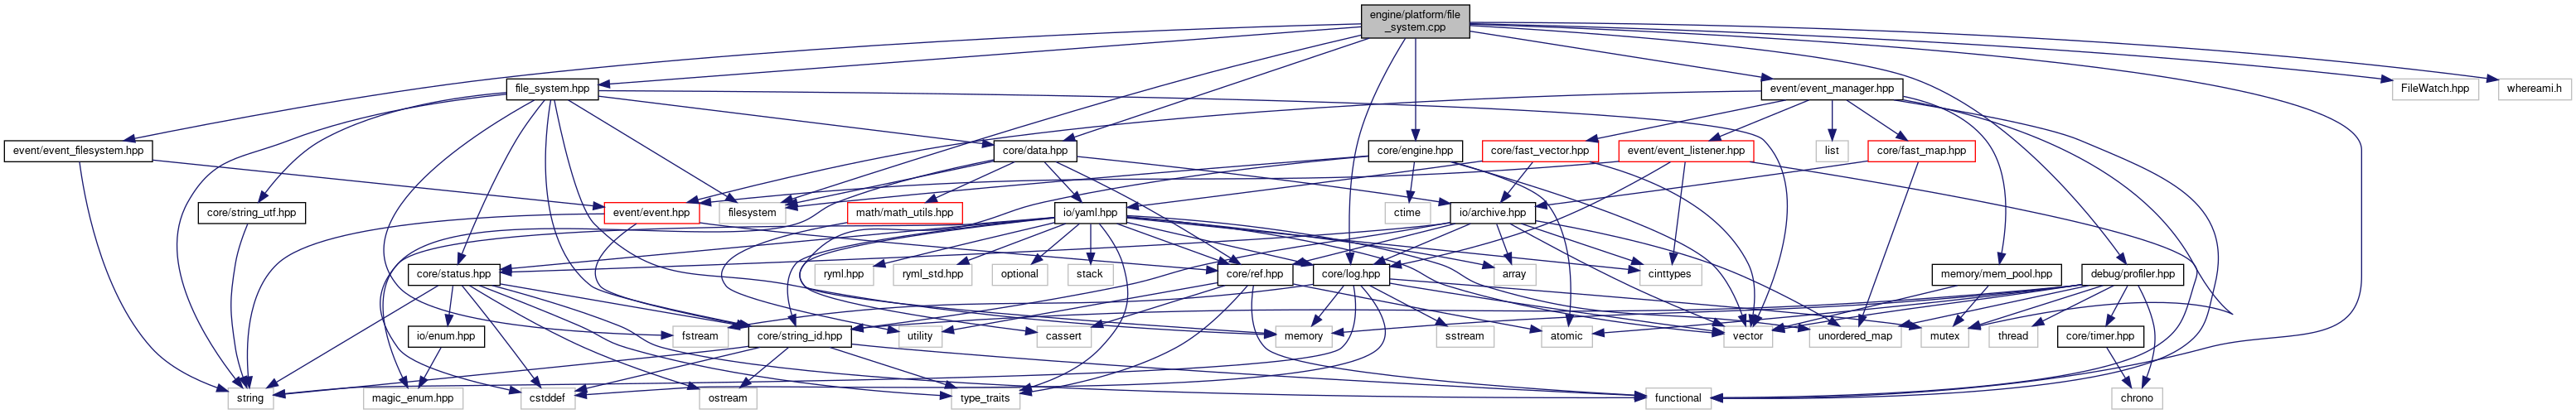 engine/platform/file
_system.cpp
file_system.hpp
event/event_manager.hpp
FileWatch.hpp
whereami.h
event/event_filesystem.hpp
core/data.hpp
core/engine.hpp
core/fast_vector.hpp
event/event_listener.hpp
list
core/fast_map.hpp
core/string_utf.hpp
event/event.hpp
filesystem
math/math_utils.hpp
io/yaml.hpp
ctime
io/archive.hpp
core/status.hpp
ryml.hpp
ryml_std.hpp
optional
stack
core/ref.hpp
core/log.hpp
array
cinttypes
memory/mem_pool.hpp
debug/profiler.hpp
io/enum.hpp
fstream
core/string_id.hpp
utility
cassert
memory
sstream
atomic
vector
unordered_map
mutex
thread
core/timer.hpp
string
magic_enum.hpp
cstddef
ostream
type_traits
functional
chrono